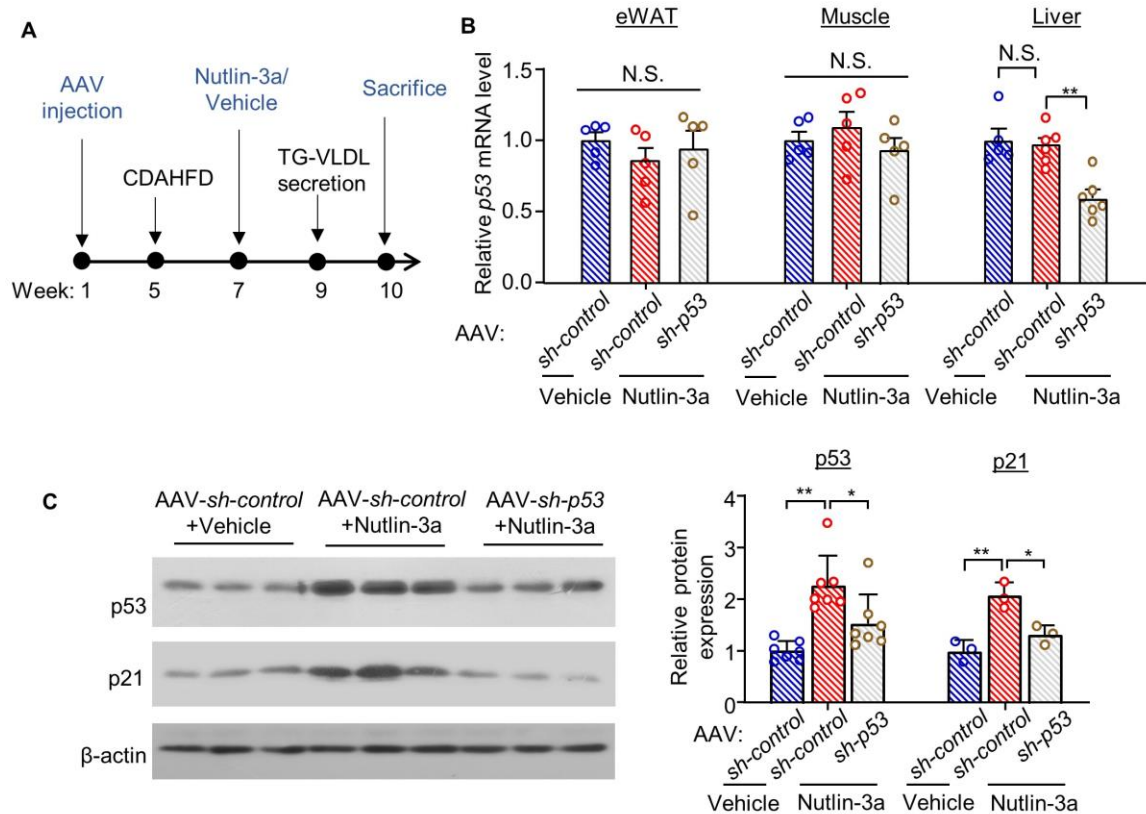 A
AAV
injection
Nutlin-3a/
Vehicle
Sacrifice
CDAHFD
TG-VLDL
secretion
Week: 1 5 7 9 10
B
eWAT Muscle Liver
Relative p53 mRNA level
1.5
1.0
0.5
0.0
N.S. N.S. N.S. **
AAV: sh-control sh-control sh-p53 sh-control sh-control sh-p53 sh-control sh-control sh-p53
Vehicle Nutlin-3a Vehicle Nutlin-3a Vehicle Nutlin-3a
C
AAV-sh-control AAV-sh-control AAV-sh-p53
+Vehicle +Nutlin-3a +Nutlin-3a
p53
p21
β-actin
p53 p21
Relative protein
expression
4
3
2
1
0
** * ** *
AAV: sh-control sh-control sh-p53 sh-control sh-control sh-p53
Vehicle Nutlin-3a Vehicle Nutlin-3a